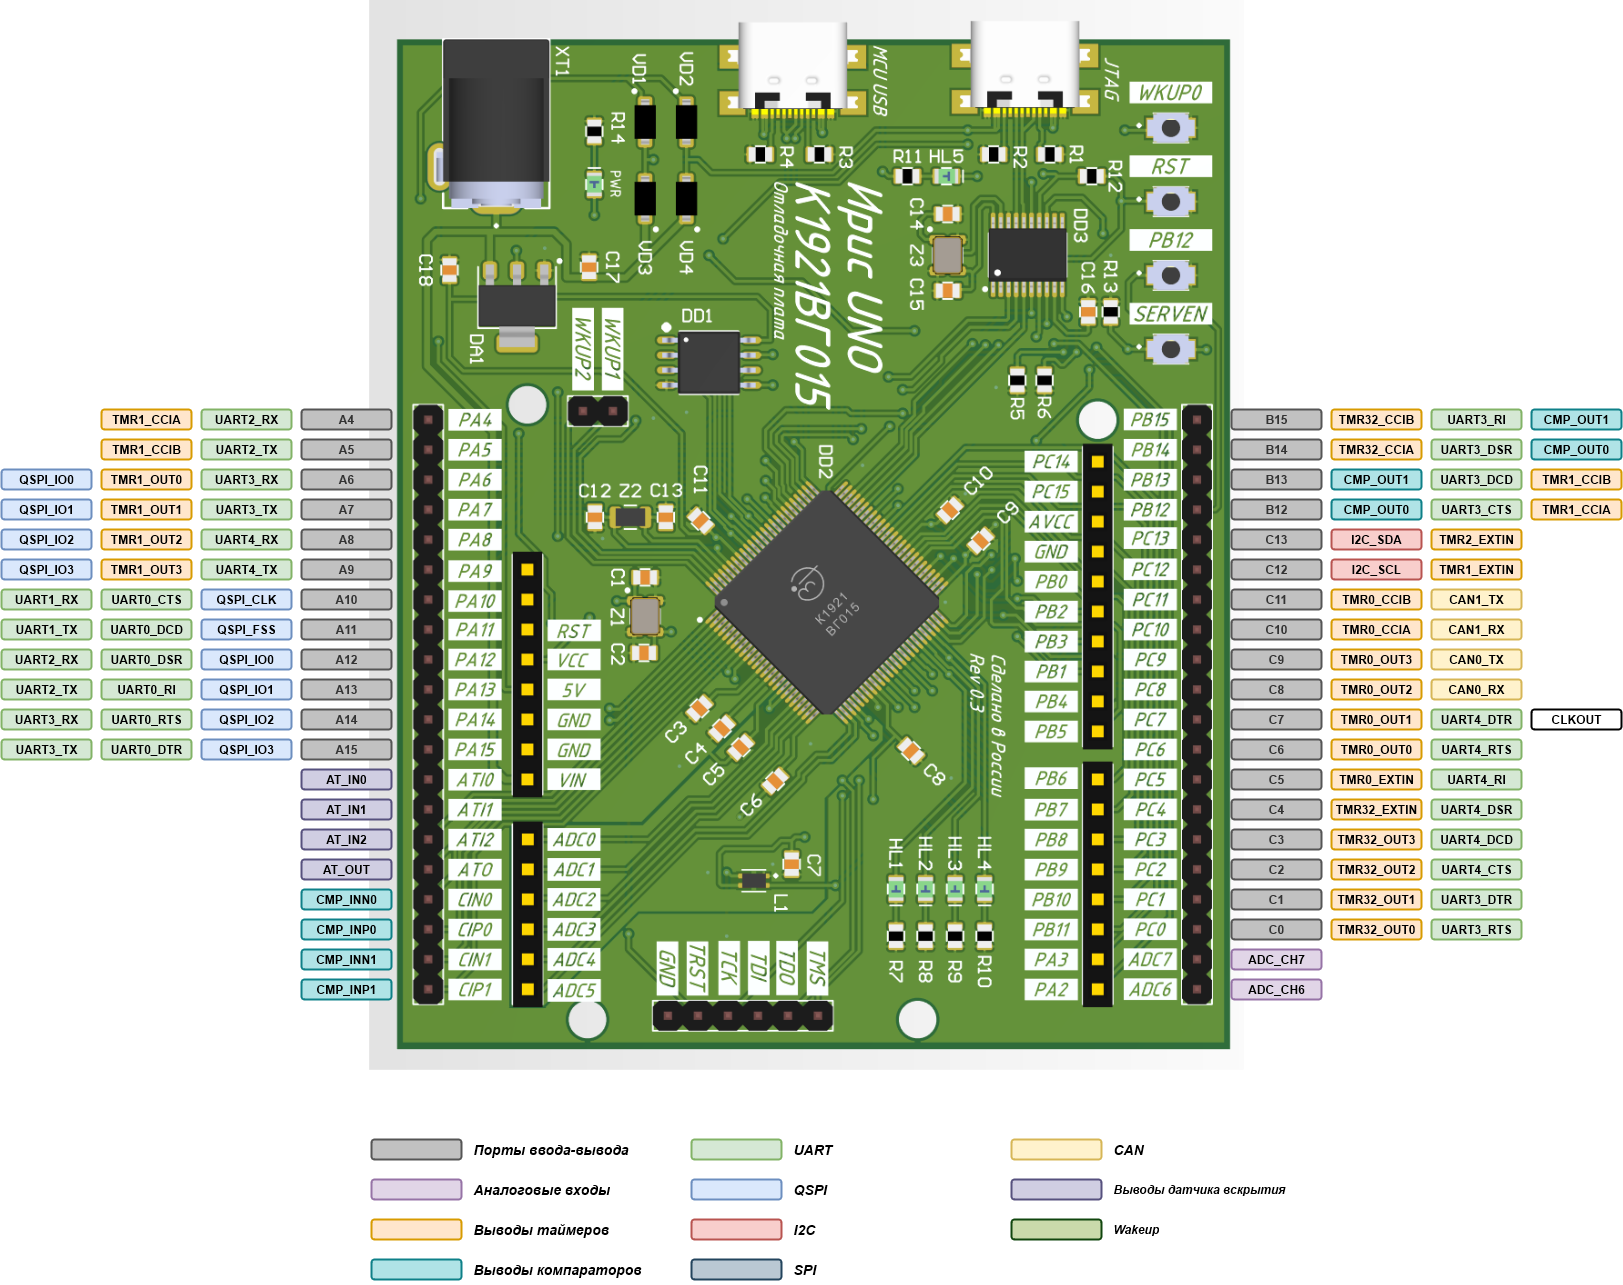 XT1
VD1
VD2
MCU USB
JTAG
WKUP0
R14
PWR
R4
R3
R11
HL5
R2
R1
R12
RST
Ирис UNO
К1921ВГ015
Отладочная плата
C14
Z3
C15
DD3
PB12
C18
C17
VD3
VD4
C16
R13
SERVEN
DA1
WKUP2
WKUP1
DD1
R5
R6
TMR1_CCIA UART2_RX A4 PA4
TMR1_CCIB UART2_TX A5 PA5
QSPI_IO0 TMR1_OUT0 UART3_RX A6 PA6
QSPI_IO1 TMR1_OUT1 UART3_TX A7 PA7
QSPI_IO2 TMR1_OUT2 UART4_RX A8 PA8
QSPI_IO3 TMR1_OUT3 UART4_TX A9 PA9
UART1_RX UART0_CTS QSPI_CLK A10 PA10
UART1_TX UART0_DCD QSPI_FSS A11 PA11
UART2_RX UART0_DSR QSPI_IO0 A12 PA12
UART2_TX UART0_RI QSPI_IO1 A13 PA13
UART3_RX UART0_RTS QSPI_IO2 A14 PA14
UART3_TX UART0_DTR QSPI_IO3 A15 PA15
AT_IN0 ATI0
AT_IN1 ATI1
AT_IN2 ATI2
AT_OUT ATO
CMP_INN0 CIN0
CMP_INP0 CIP0
CMP_INN1 CIN1
CMP_INP1 CIP1
RST
VCC
5V
GND
GND
VIN
ADC0
ADC1
ADC2
ADC3
ADC4
ADC5
DD2
C12
Z2
C13
C11
C10
C9
C1
Z1
C2
К1921
ВГ015
C3
C4
C5
C6
C8
Сделано в России
Rev 0.3
C7
L1
HL1
HL2
HL3
HL4
R7
R8
R9
R10
GND
TRST
TCK
TDI
TDO
TMS
PC14
PC15
AVCC
GND
PB0
PB2
PB3
PB1
PB4
PB5
PB6
PB7
PB8
PB9
PB10
PB11
PA3
PA2
PB15 B15 TMR32_CCIB UART3_RI CMP_OUT1
PB14 B14 TMR32_CCIA UART3_DSR CMP_OUT0
PB13 B13 CMP_OUT1 UART3_DCD TMR1_CCIB
PB12 B12 CMP_OUT0 UART3_CTS TMR1_CCIA
PC13 C13 I2C_SDA TMR2_EXTIN
PC12 C12 I2C_SCL TMR1_EXTIN
PC11 C11 TMR0_CCIB CAN1_TX
PC10 C10 TMR0_CCIA CAN1_RX
PC9 C9 TMR0_OUT3 CAN0_TX
PC8 C8 TMR0_OUT2 CAN0_RX
PC7 C7 TMR0_OUT1 UART4_DTR CLKOUT
PC6 C6 TMR0_OUT0 UART4_RTS
PC5 C5 TMR0_EXTIN UART4_RI
PC4 C4 TMR32_EXTIN UART4_DSR
PC3 C3 TMR32_OUT3 UART4_DCD
PC2 C2 TMR32_OUT2 UART4_CTS
PC1 C1 TMR32_OUT1 UART3_DTR
PC0 C0 TMR32_OUT0 UART3_RTS
ADC7 ADC_CH7
ADC6 ADC_CH6
Порты ввода-вывода
Аналоговые входы
Выводы таймеров
Выводы компараторов
UART
QSPI
I2C
SPI
CAN
Выводы датчика вскрытия
Wakeup